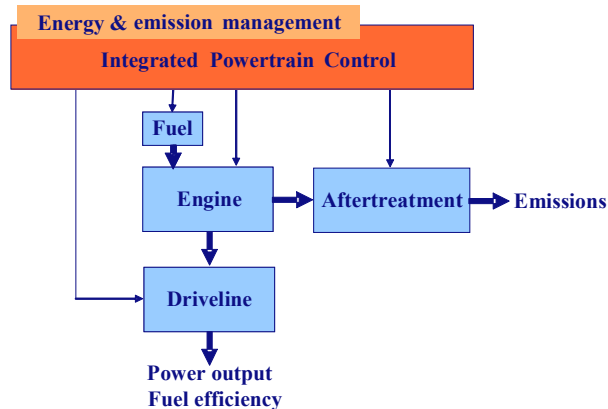 Energy & emission management
Integrated Powertrain Control
Fuel
Engine
Aftertreatment
Emissions
Driveline
Power output
Fuel efficiency